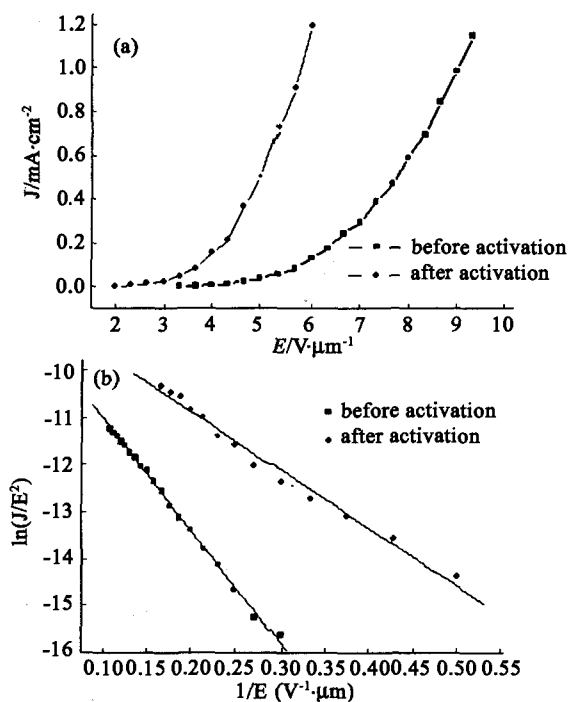 (a)
J/mA·cm⁻²
1.2
1.0
0.8
0.6
0.4
0.2
0.0
2 3 4 5 6 7 8 9 10
E/V·μm⁻¹
before activation
after activation
(b)
ln(J/E²)
-10
-11
-12
-13
-14
-15
-16
0.100 0.15 0.20 0.25 0.30 0.35 0.40 0.45 0.50 0.55
1/E (V⁻¹·μm)
before activation
after activation